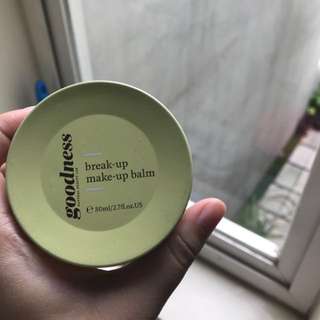 goodness
break-up
make-up balm
℮ 80ml/2.7fl.oz.US